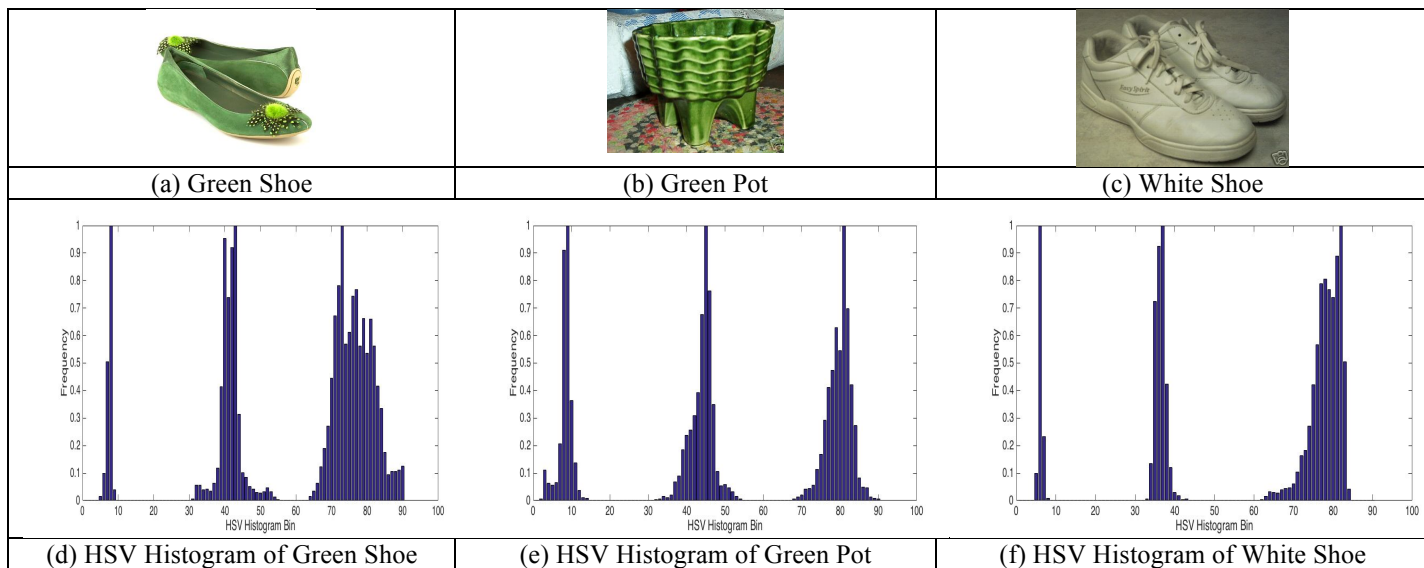 Easy Spirit
(a) Green Shoe
(b) Green Pot
(c) White Shoe
1
0.9
0.8
0.7
0.6
0.5
0.4
0.3
0.2
0.1
0
Frequency
0 10 20 30 40 50 60 70 80 90 100
HSV Histogram Bin
1
0.9
0.8
0.7
0.6
0.5
0.4
0.3
0.2
0.1
0
Frequency
0 10 20 30 40 50 60 70 80 90 100
HSV Histogram Bin
1
0.9
0.8
0.7
0.6
0.5
0.4
0.3
0.2
0.1
0
Frequency
0 10 20 30 40 50 60 70 80 90 100
HSV Histogram Bin
(d) HSV Histogram of Green Shoe
(e) HSV Histogram of Green Pot
(f) HSV Histogram of White Shoe